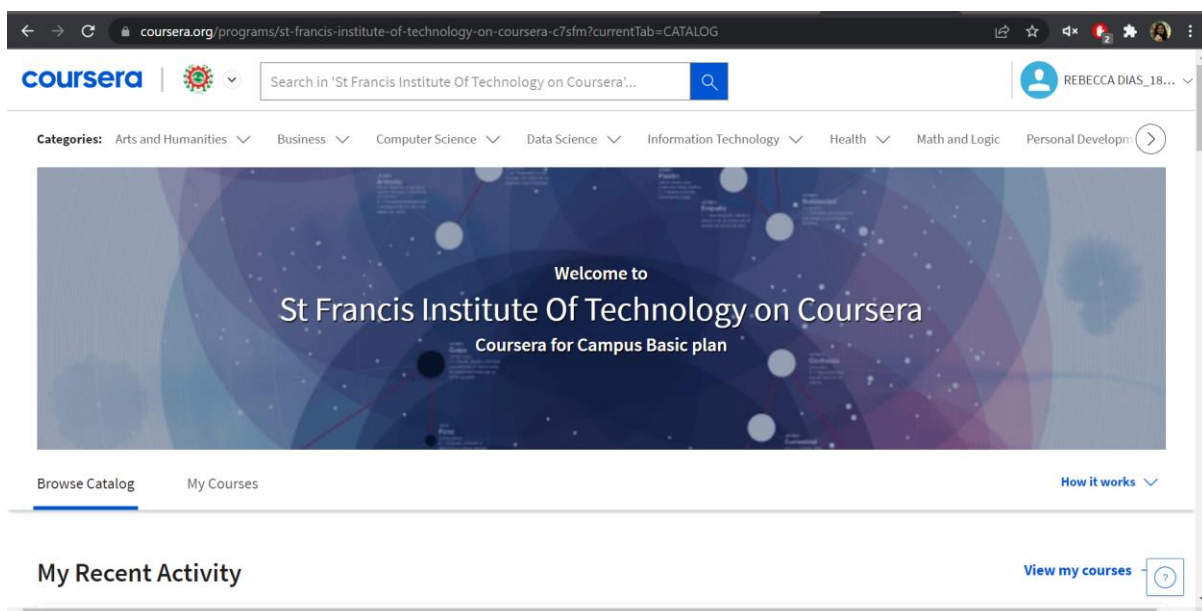 coursera.org/programs/st-francis-institute-of-technology-on-coursera-c7sfm?currentTab=CATALOG
2
coursera
Search in 'St Francis Institute Of Technology on Coursera'...
REBECCA DIAS_18...
Categories: Arts and Humanities Business Computer Science Data Science Information Technology Health Math and Logic Personal Developm
Welcome to
St Francis Institute Of Technology on Coursera
Coursera for Campus Basic plan
Browse Catalog My Courses How it works
My Recent Activity View my courses
?